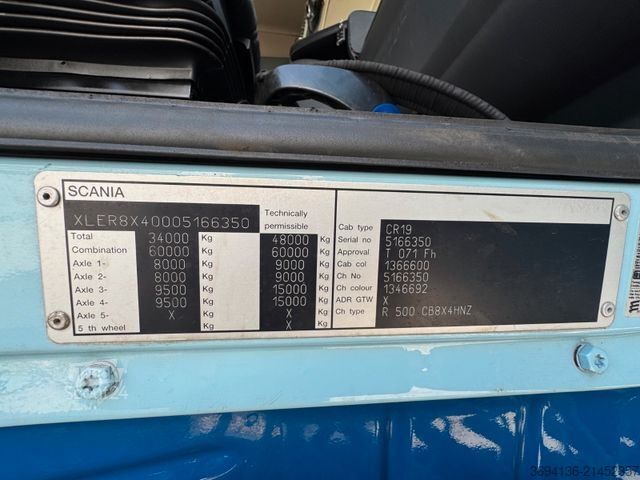 SCANIA
XLER8X40005166350
Technically
permissible
Total 34000 Kg 48000 Kg
Combination 60000 Kg 60000 Kg
Axle 1- 8000 Kg 9000 Kg
Axle 2- 8000 Kg 9000 Kg
Axle 3- 9500 Kg 15000 Kg
Axle 4- 9500 Kg 15000 Kg
Axle 5- X Kg X Kg
5 th wheel X Kg X Kg
Cab type CR19
Serial no 5166350
Approval T 071 Fh
Cab col 1366600
Ch No 5166350
Ch colour 1346692
ADR GTW X
Ch type R 500 CB8X4HNZ